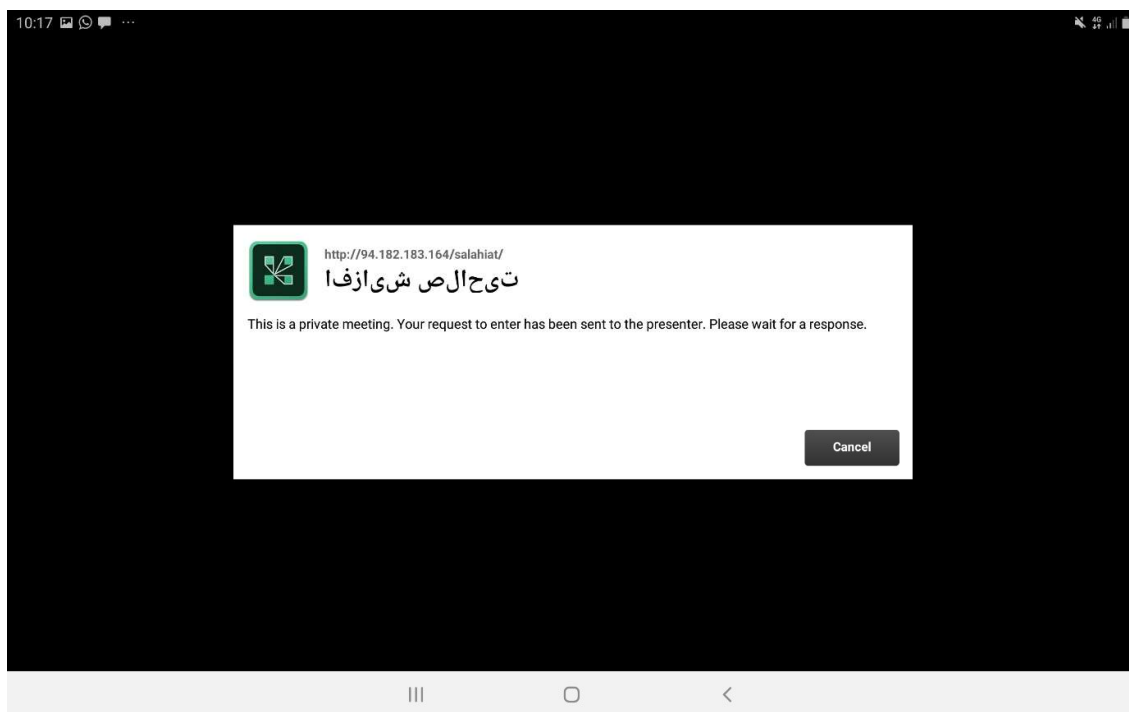 10:17
4G
http://94.182.183.164/salahiat/
تیحالص شیازفا
This is a private meeting. Your request to enter has been sent to the presenter. Please wait for a response.
Cancel